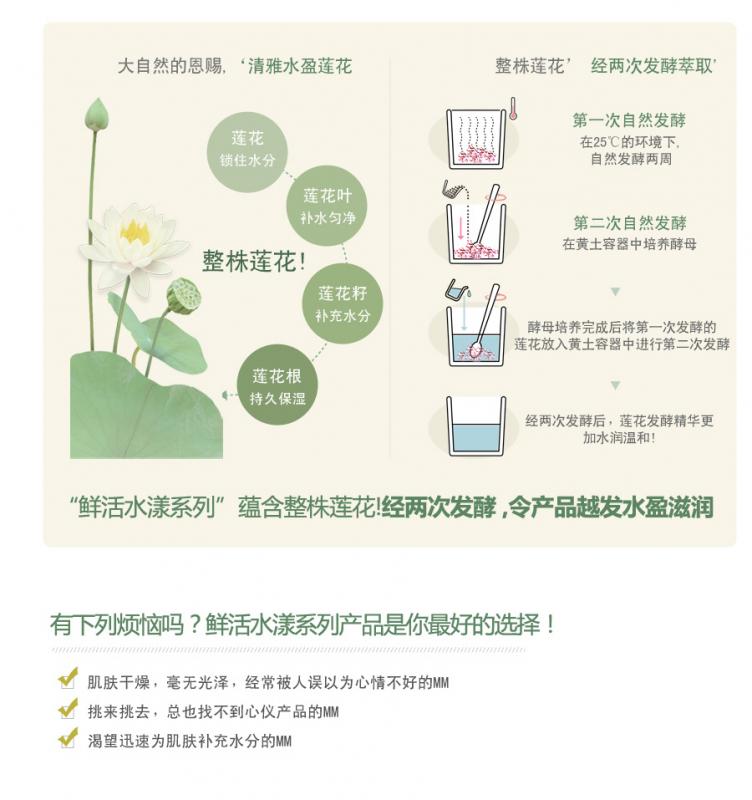 大自然的恩赐,‘清雅水盈莲花
莲花
锁住水分
莲花叶
补水匀净
整株莲花!
莲花籽
补充水分
莲花根
持久保湿
整株莲花’ 经两次发酵萃取’
第一次自然发酵
在25℃的环境下,
自然发酵两周
第二次自然发酵
在黄土容器中培养酵母
酵母培养完成后将第一次发酵的
莲花放入黄土容器中进行第二次发酵
经两次发酵后，莲花发酵精华更
加水润温和!
“鲜活水漾系列”蕴含整株莲花!经两次发酵,令产品越发水盈滋润
有下列烦恼吗？鲜活水漾系列产品是你最好的选择！
肌肤干燥，毫无光泽，经常被人误以为心情不好的MM
挑来挑去，总也找不到心仪产品的MM
渴望迅速为肌肤补充水分的MM